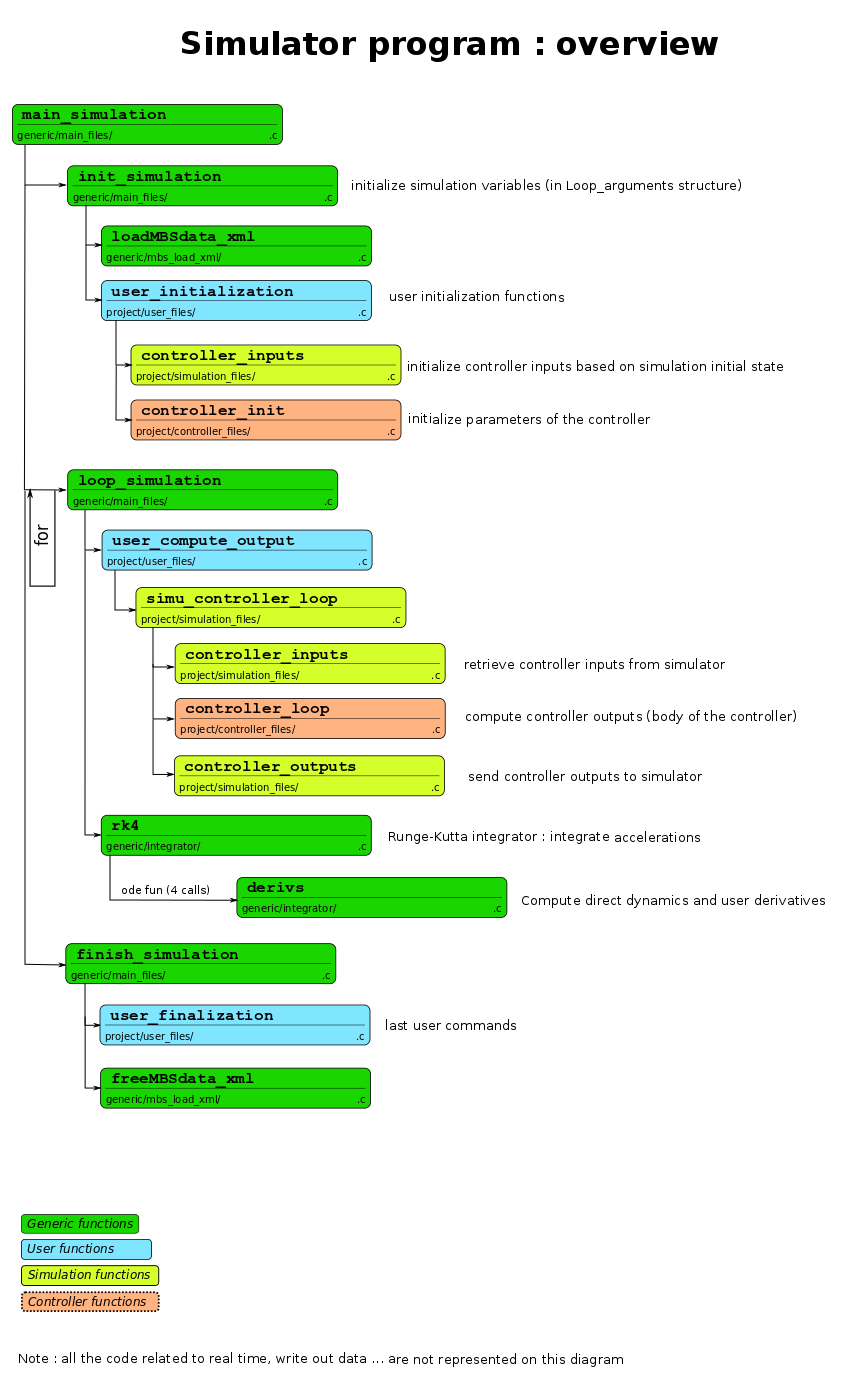 Simulator program : overview
main_simulation
generic/main_files/ .c
init_simulation
generic/main_files/ .c
initialize simulation variables (in Loop_arguments structure)
loadMBSdata_xml
generic/mbs_load_xml/ .c
user_initialization
project/user_files/ .c
user initialization functions
controller_inputs
project/simulation_files/ .c
initialize controller inputs based on simulation initial state
controller_init
project/controller_files/ .c
initialize parameters of the controller
loop_simulation
generic/main_files/ .c
for
user_compute_output
project/user_files/ .c
simu_controller_loop
project/simulation_files/ .c
controller_inputs
project/simulation_files/ .c
retrieve controller inputs from simulator
controller_loop
project/controller_files/ .c
compute controller outputs (body of the controller)
controller_outputs
project/simulation_files/ .c
send controller outputs to simulator
rk4
generic/integrator/ .c
Runge-Kutta integrator : integrate accelerations
ode fun (4 calls)
derivs
generic/integrator/ .c
Compute direct dynamics and user derivatives
finish_simulation
generic/main_files/ .c
user_finalization
project/user_files/ .c
last user commands
freeMBSdata_xml
generic/mbs_load_xml/ .c
Generic functions
User functions
Simulation functions
Controller functions
Note : all the code related to real time, write out data ... are not represented on this diagram